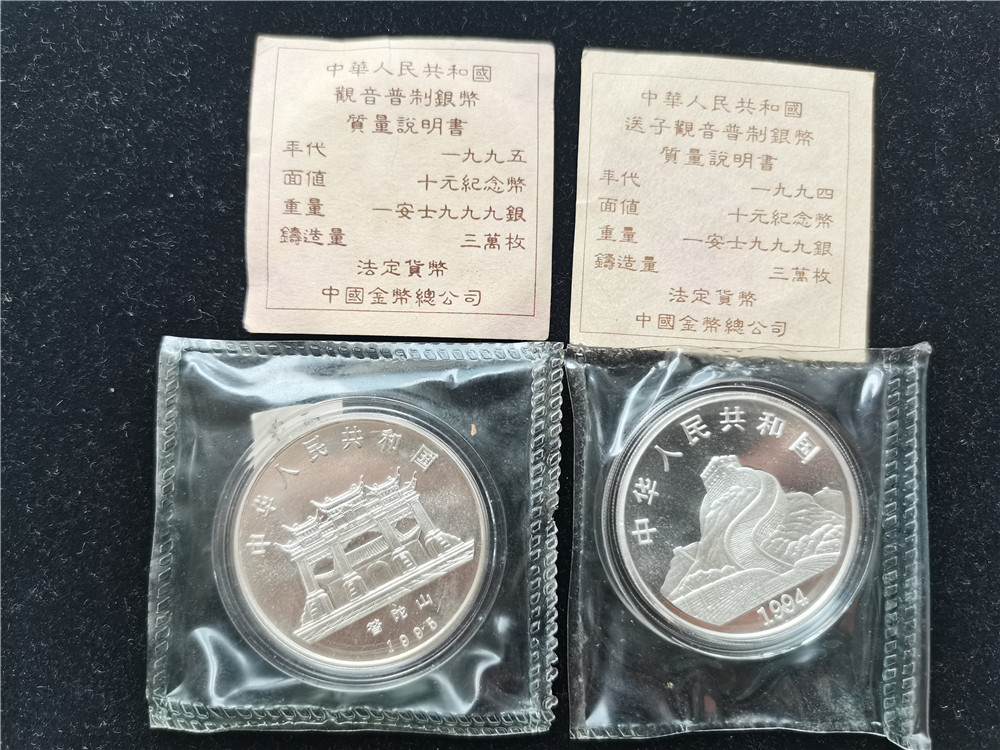 中華人民共和國
觀音普制銀幣
質量說明書
年代 一九九五
面值 十元紀念幣
重量 一安士九九九銀
鑄造量 三萬枚
法定貨幣
中國金幣總公司
中華人民共和國
送子觀音普制銀幣
質量說明書
年代 一九九四
面值 十元紀念幣
重量 一安士九九九銀
鑄造量 三萬枚
法定貨幣
中國金幣總公司
中华人民共和国
普陀山
1995
中华人民共和国
1994